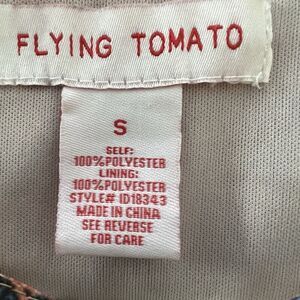 FLYING TOMATO
S
SELF:
100%POLYESTER
LINING:
100%POLYESTER
STYLE# ID18343
MADE IN CHINA
SEE REVERSE
FOR CARE